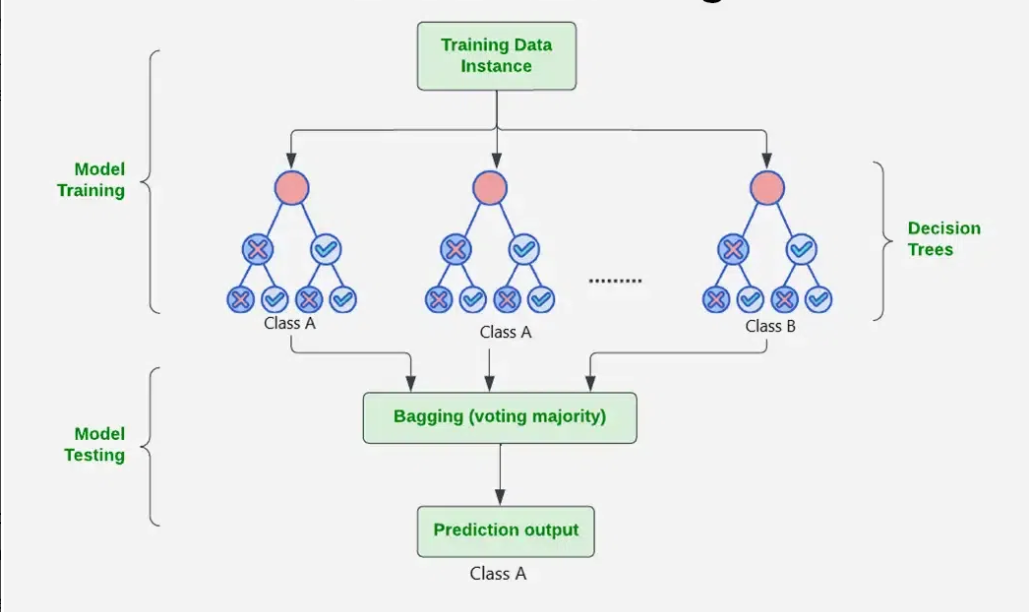 Training Data
Instance
Model
Training
Decision
Trees
.........
Class A
Class A
Class B
Bagging (voting majority)
Model
Testing
Prediction output
Class A